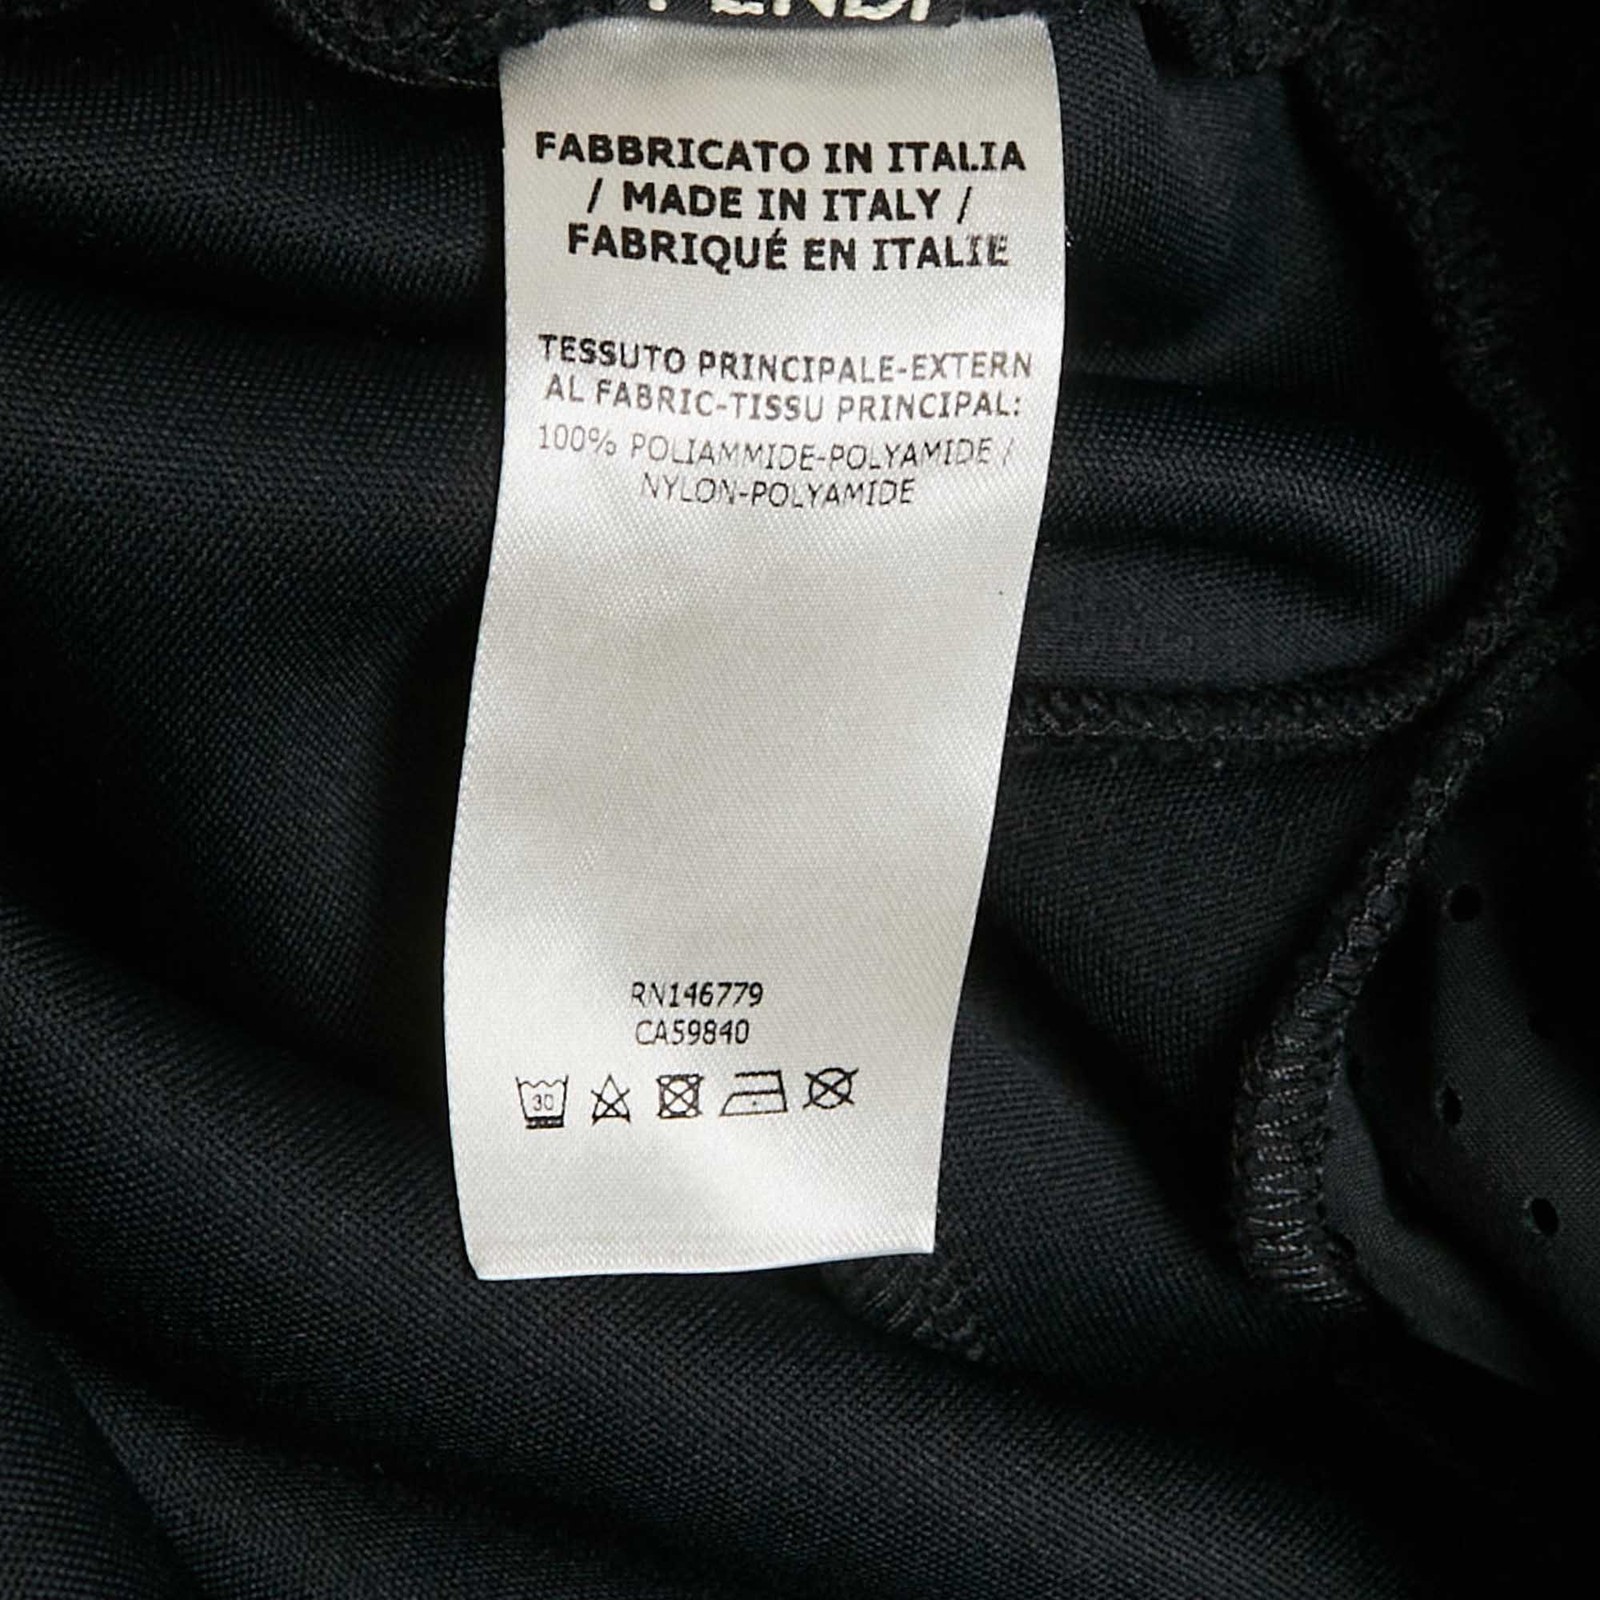 FENDI
FABBRICATO IN ITALIA
/ MADE IN ITALY /
FABRIQUÉ EN ITALIE
TESSUTO PRINCIPALE-EXTERN
AL FABRIC-TISSU PRINCIPAL:
100% POLIAMMIDE-POLYAMIDE /
NYLON-POLYAMIDE
RN146779
CA59840
30